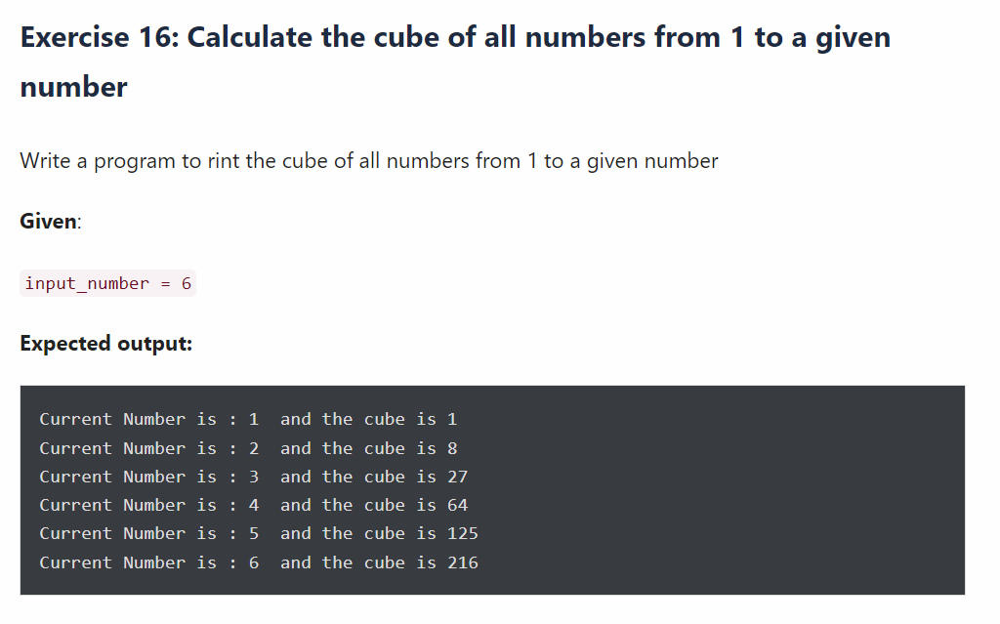 Exercise 16: Calculate the cube of all numbers from 1 to a given
number
Write a program to rint the cube of all numbers from 1 to a given number
Given:
input_number = 6
Expected output:
Current Number is : 1  and the cube is 1
Current Number is : 2  and the cube is 8
Current Number is : 3  and the cube is 27
Current Number is : 4  and the cube is 64
Current Number is : 5  and the cube is 125
Current Number is : 6  and the cube is 216